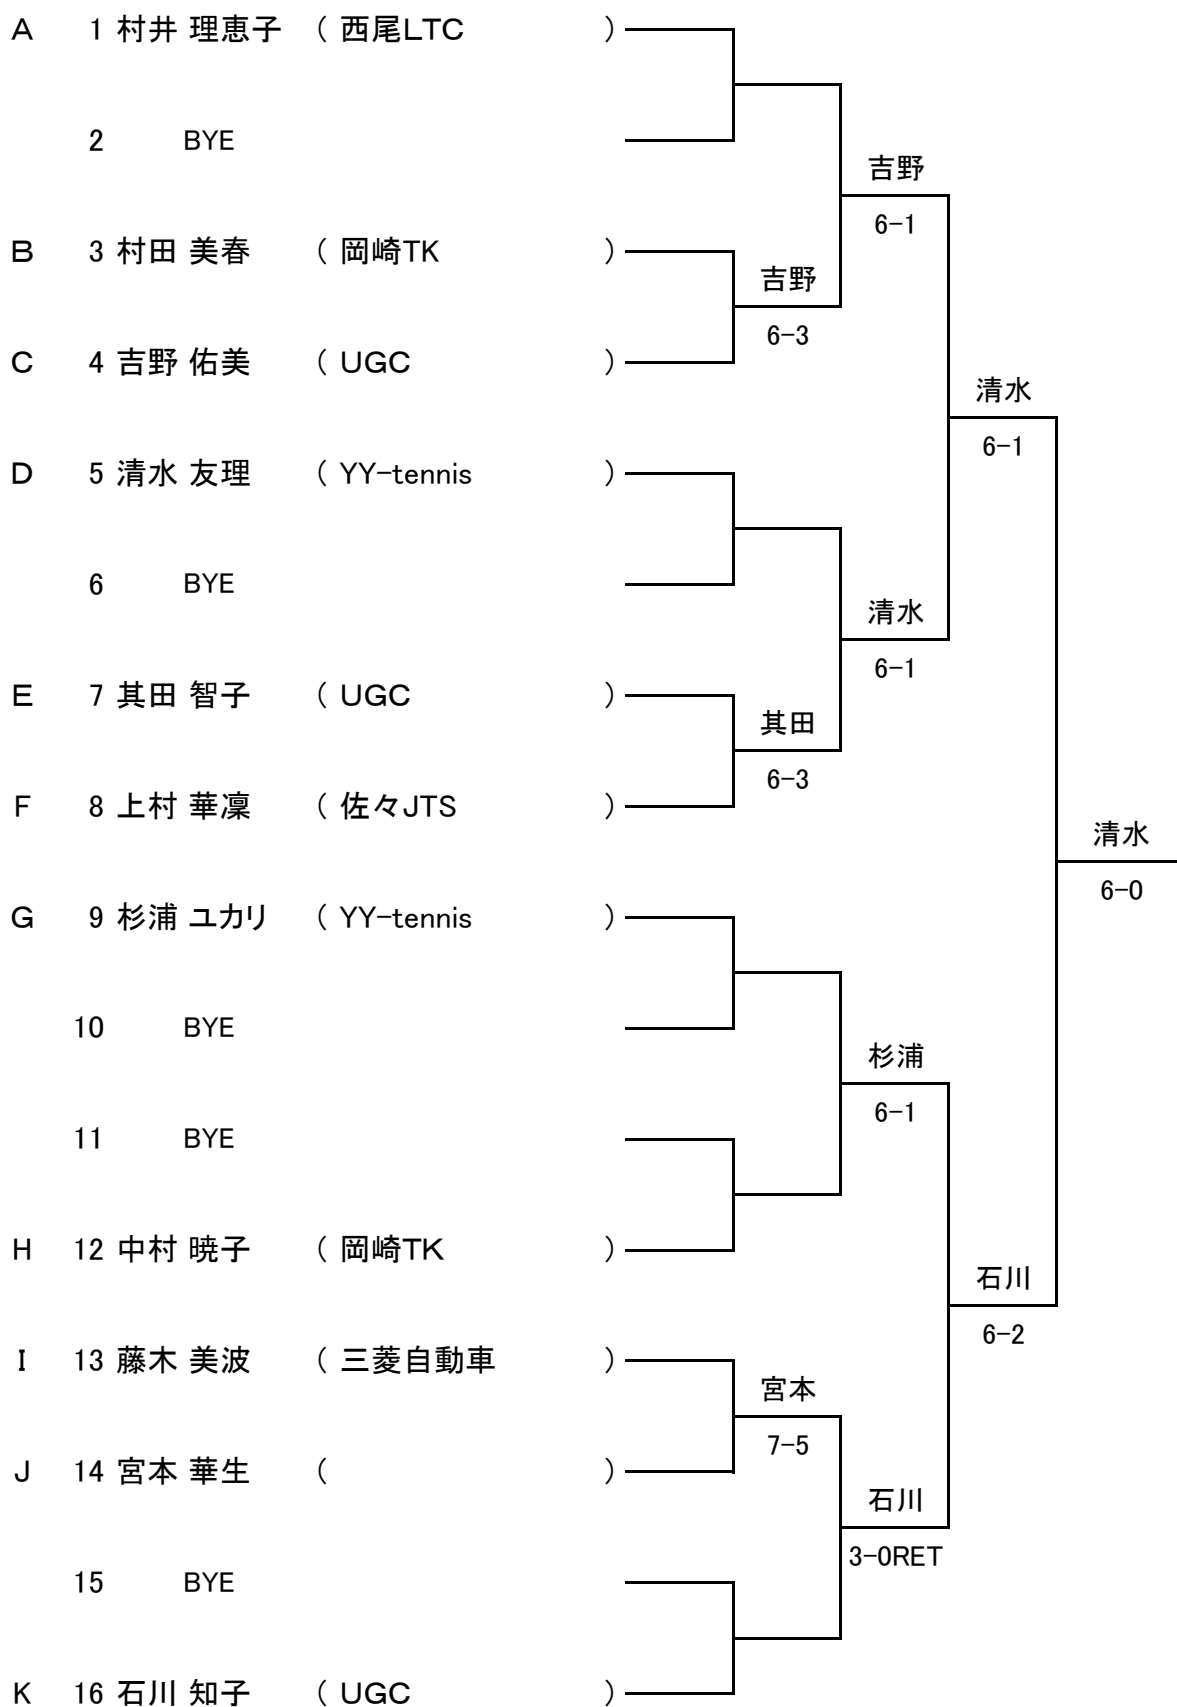 A 1 村井 理恵子 ( 西尾LTC )
2 BYE
吉野
6-1
B 3 村田 美春 ( 岡崎TK )
吉野
6-3
C 4 吉野 佑美 ( UGC )
清水
6-1
D 5 清水 友理 ( YY-tennis )
6 BYE
清水
6-1
E 7 其田 智子 ( UGC )
其田
6-3
F 8 上村 華凜 ( 佐々JTS )
清水
6-0
G 9 杉浦 ユカリ ( YY-tennis )
10 BYE
杉浦
6-1
11 BYE
H 12 中村 暁子 ( 岡崎TK )
石川
6-2
I 13 藤木 美波 ( 三菱自動車 )
宮本
7-5
J 14 宮本 華生 ( )
石川
3-0RET
15 BYE
K 16 石川 知子 ( UGC )